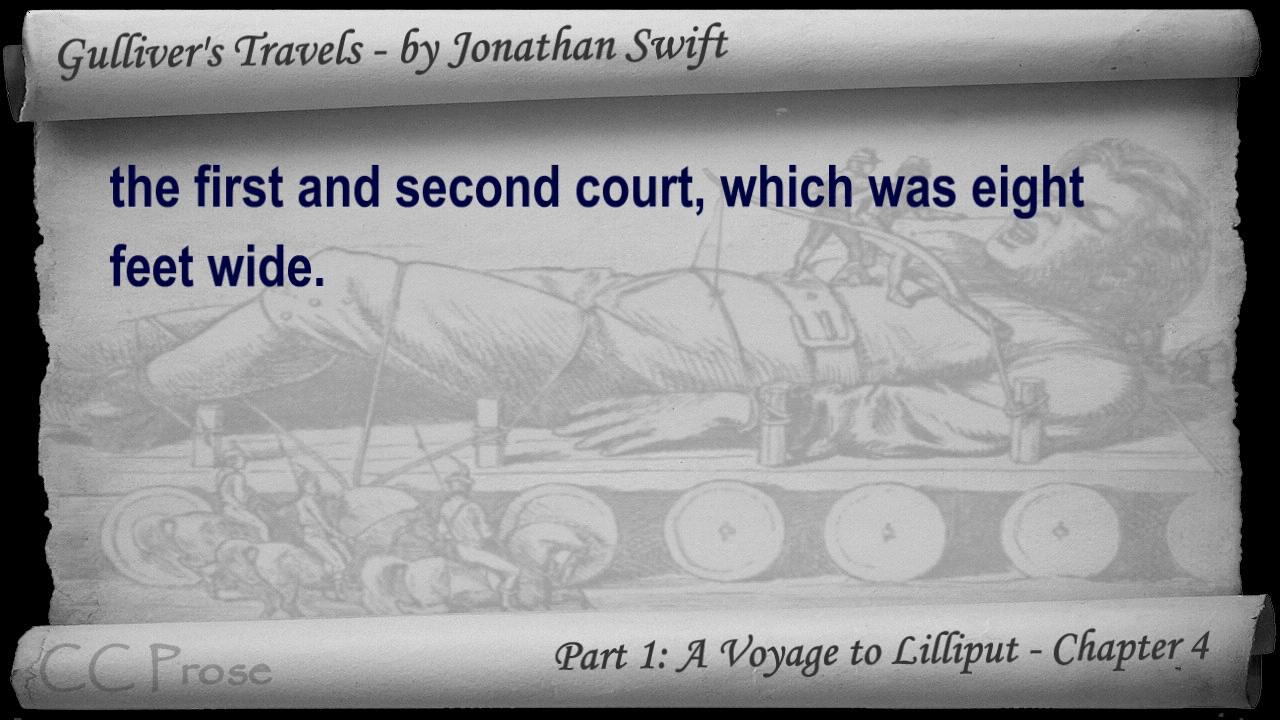 Gulliver's Travels - by Jonathan Swift
the first and second court, which was eight
feet wide.
Part 1: A Voyage to Lilliput - Chapter 4
CC Prose